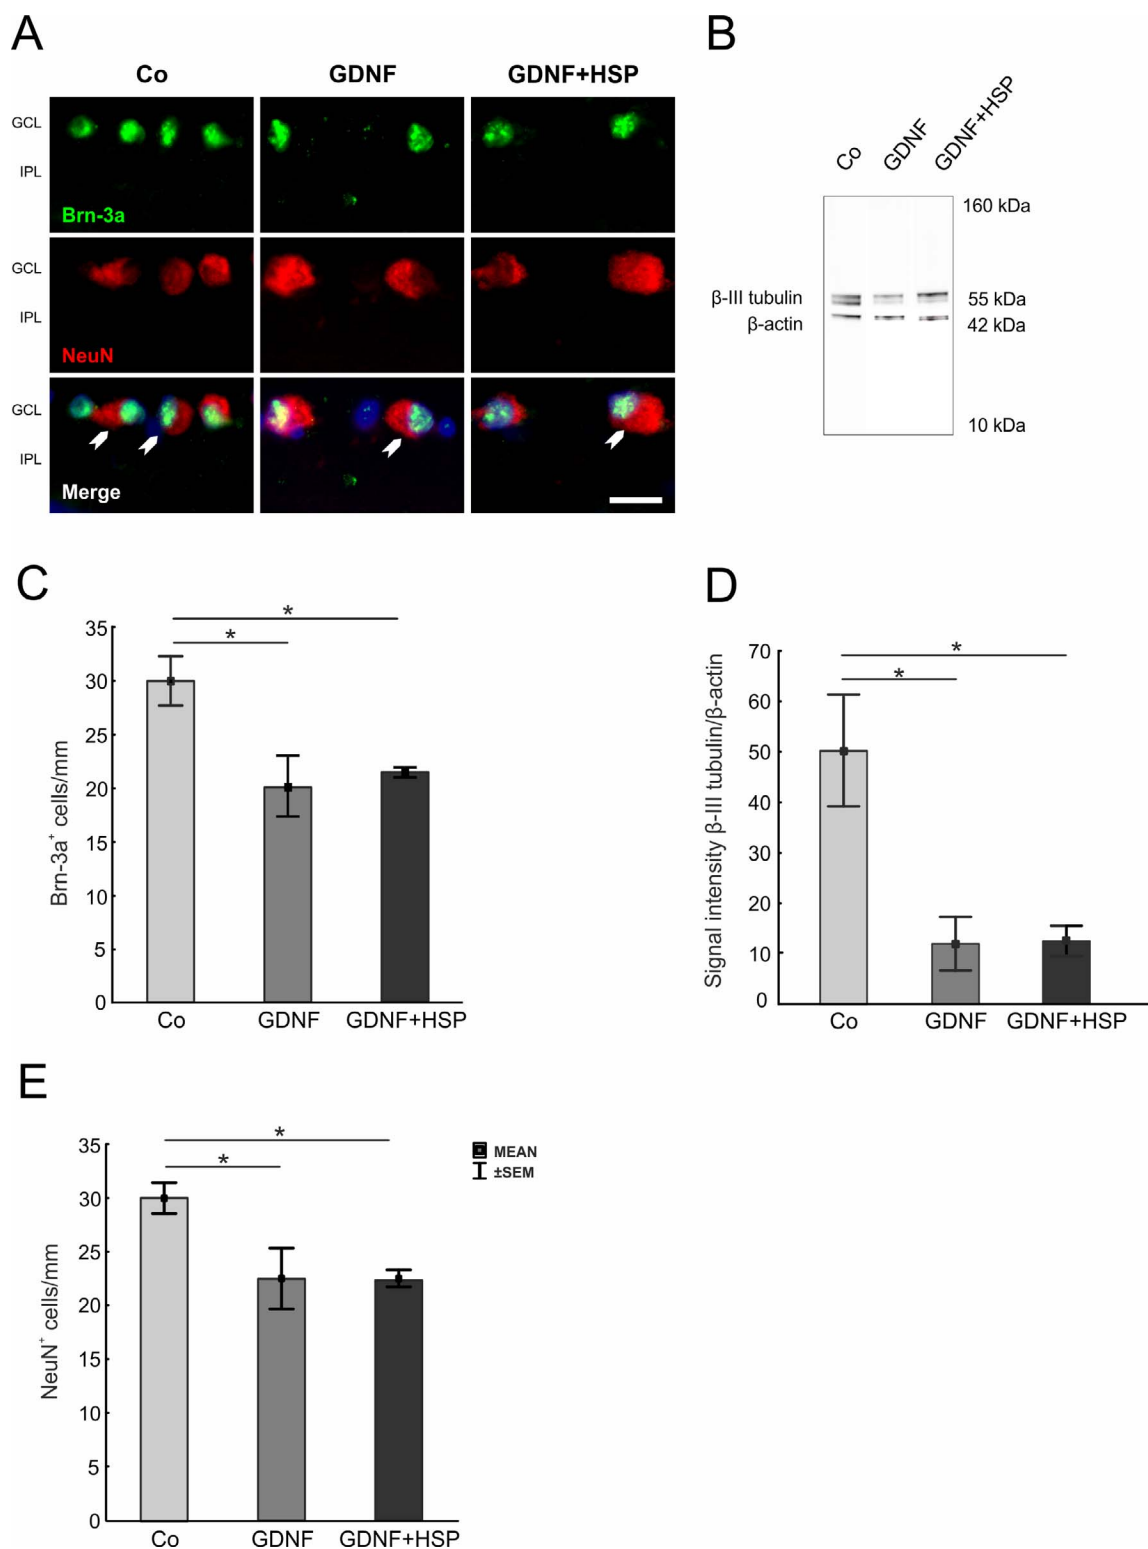 A
Co GDNF GDNF+HSP
GCL
IPL
Brn-3a
GCL
IPL
NeuN
GCL
IPL
Merge
B
Co GDNF GDNF+HSP
160 kDa
β-III tubulin 55 kDa
β-actin 42 kDa
10 kDa
C
* *
Brn-3a⁺ cells/mm
35
30
25
20
15
10
5
0
Co GDNF GDNF+HSP
D
* *
Signal intensity β-III tubulin/β-actin
70
60
50
40
30
20
10
0
Co GDNF GDNF+HSP
E
* *
NeuN⁺ cells/mm
35
30
25
20
15
10
5
0
Co GDNF GDNF+HSP
MEAN
±SEM